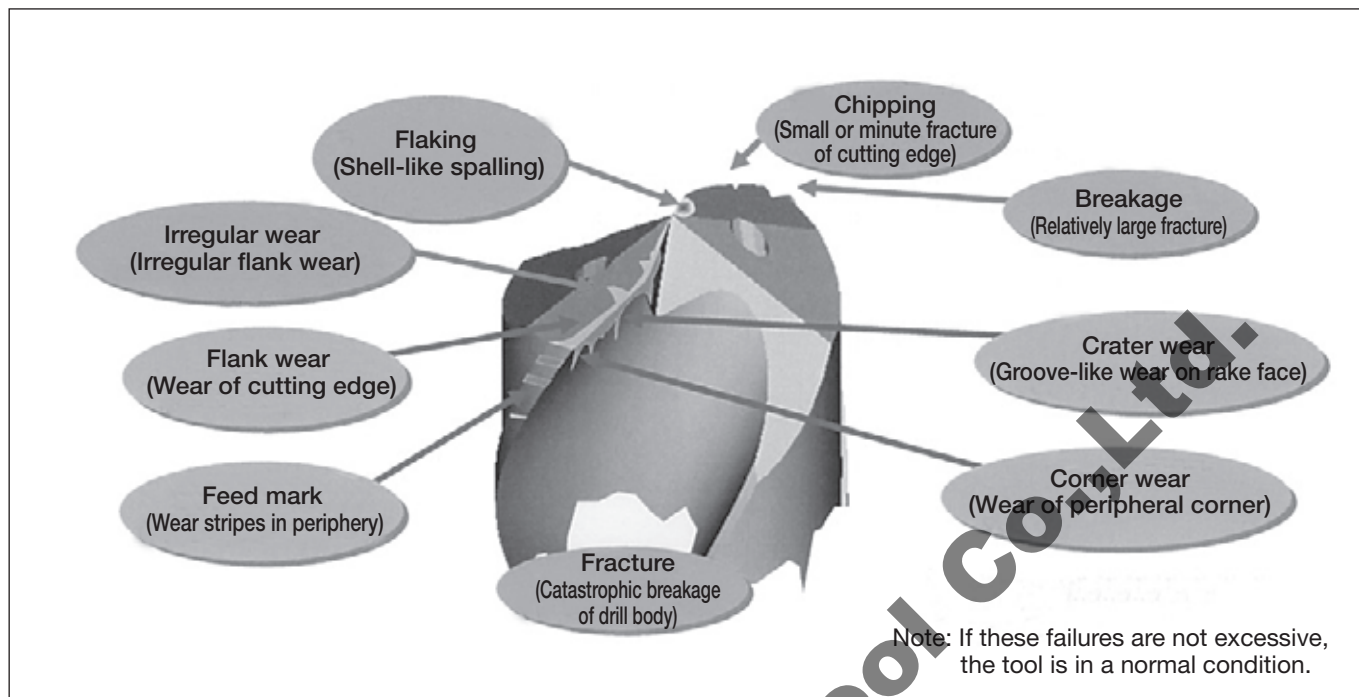 Flaking
(Shell-like spalling)
Chipping
(Small or minute fracture
of cutting edge)
Breakage
(Relatively large fracture)
Irregular wear
(Irregular flank wear)
Flank wear
(Wear of cutting edge)
Crater wear
(Groove-like wear on rake face)
Feed mark
(Wear stripes in periphery)
Corner wear
(Wear of peripheral corner)
Fracture
(Catastrophic breakage
of drill body)
Note: If these failures are not excessive,
the tool is in a normal condition.
ool Co.,Ltd.